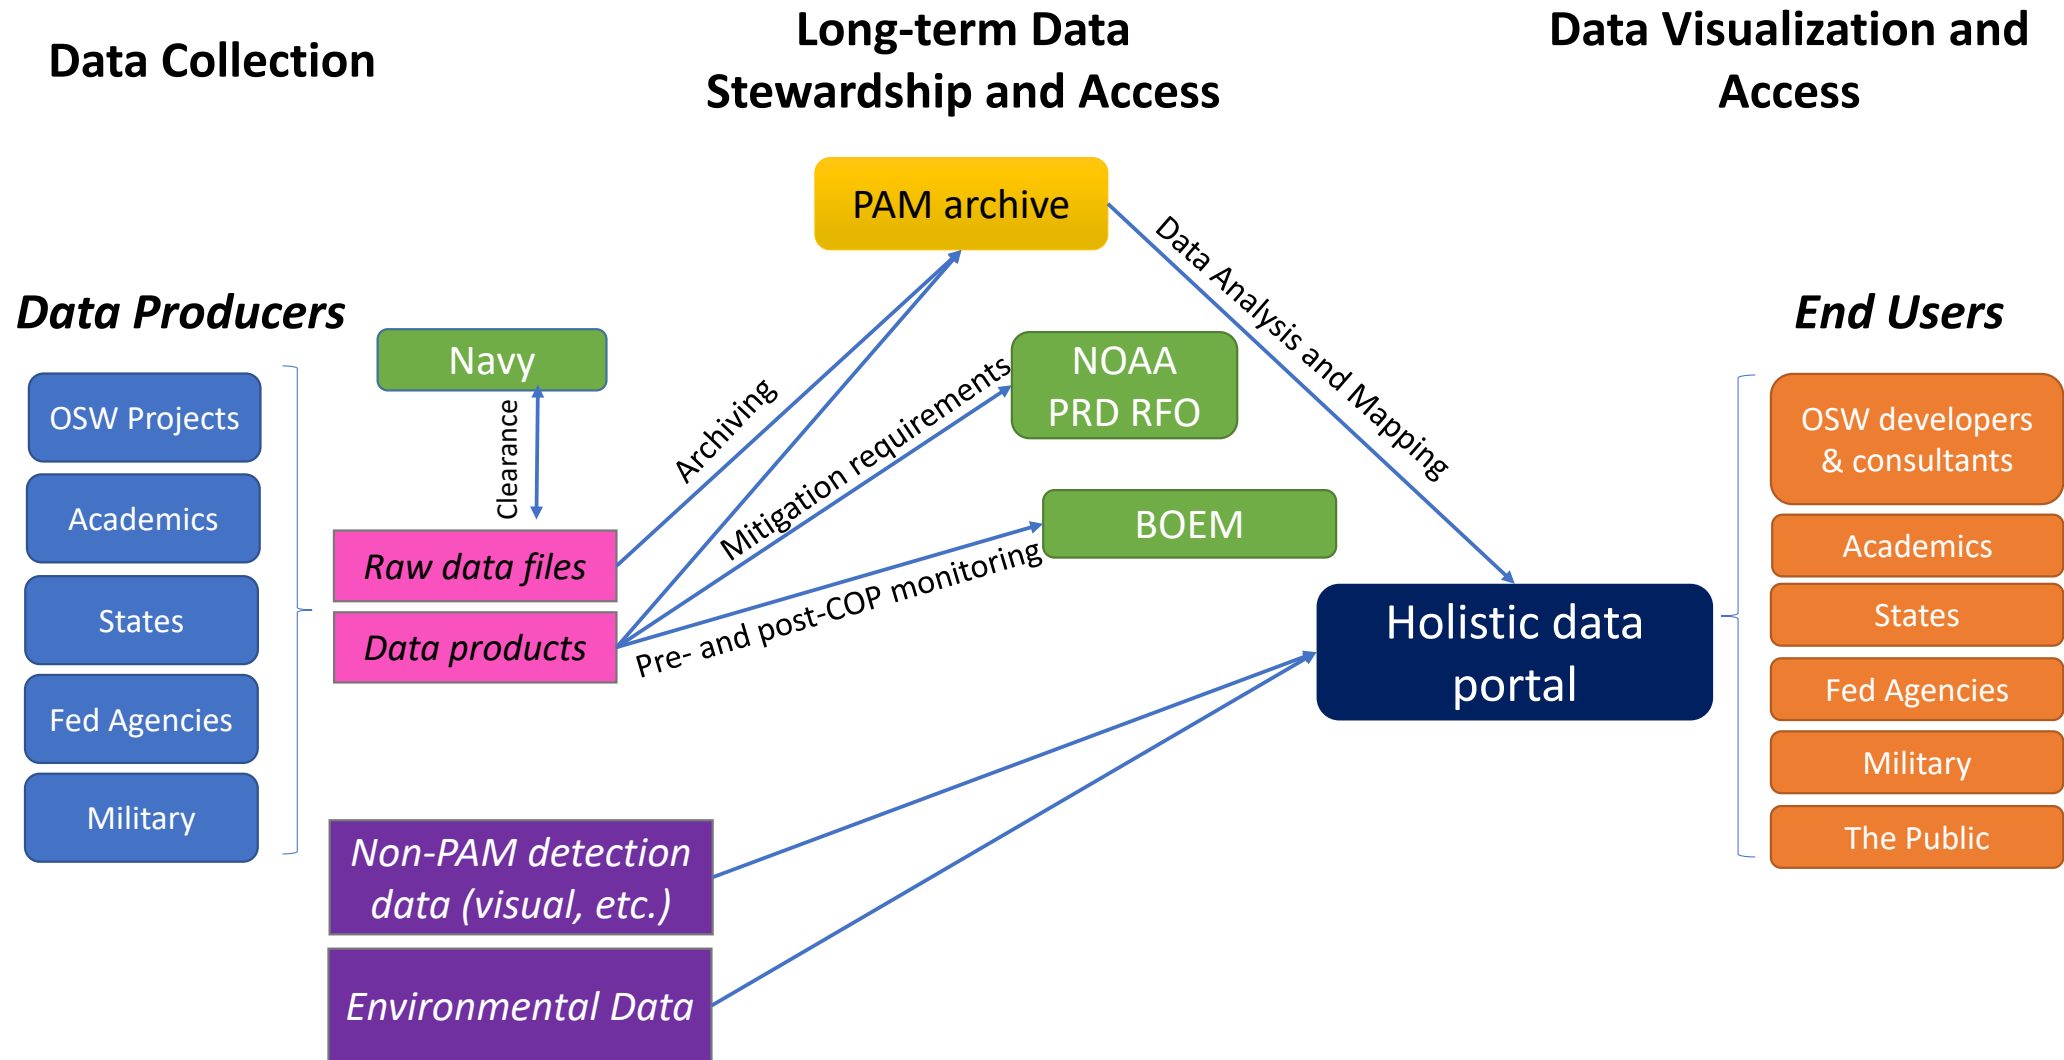 Data Collection
Long-term Data
Stewardship and Access
Data Visualization and
Access
Data Producers
OSW Projects
Academics
States
Fed Agencies
Military
Navy
Clearance
Raw data files
Data products
Non-PAM detection
data (visual, etc.)
Environmental Data
PAM archive
Archiving
Mitigation requirements
Pre- and post-COP monitoring
NOAA
PRD RFO
BOEM
Data Analysis and Mapping
Holistic data
portal
End Users
OSW developers
& consultants
Academics
States
Fed Agencies
Military
The Public